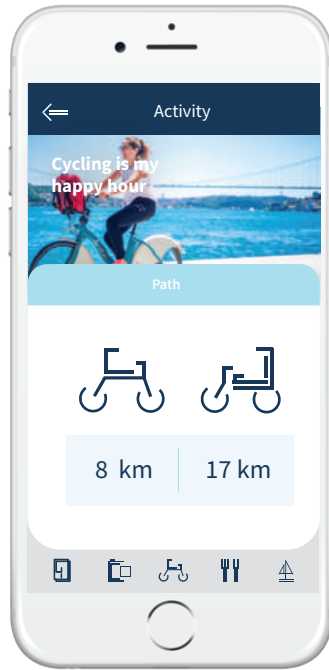 Activity
Cycling is my
happy hour
Path
8 km
17 km